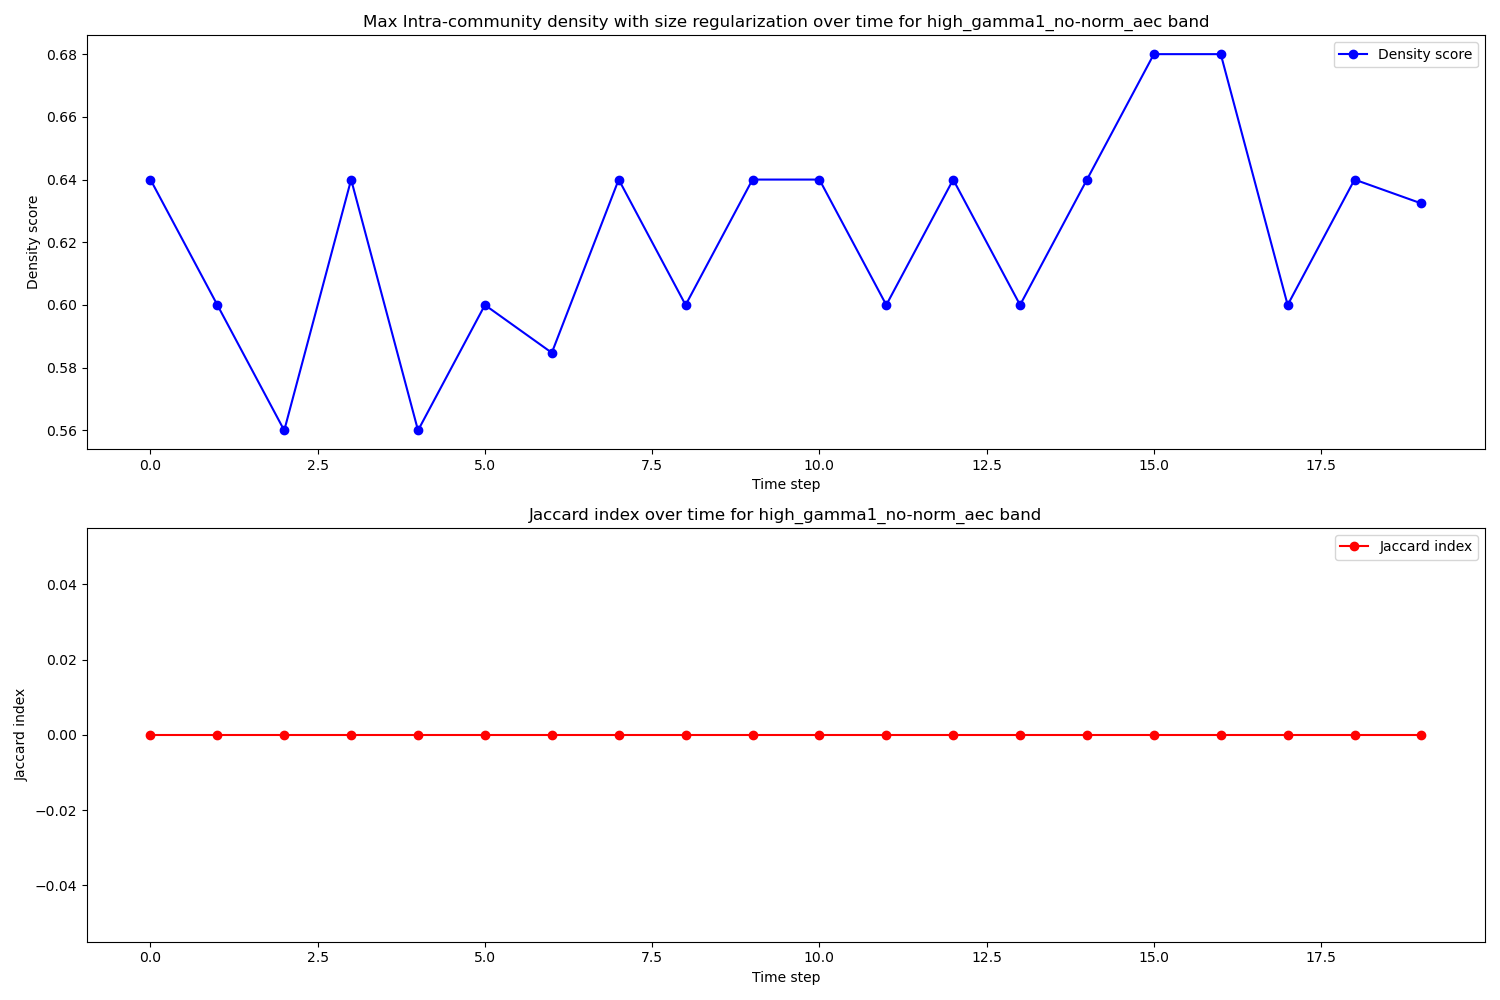 Max Intra-community density with size regularization over time for high_gamma1_no-norm_aec band
Density score
0.68
0.66
0.64
0.62
0.60
0.58
0.56
Density score
0.0 2.5 5.0 7.5 10.0 12.5 15.0 17.5
Time step
Jaccard index over time for high_gamma1_no-norm_aec band
Jaccard index
0.04
0.02
0.00
−0.02
−0.04
Jaccard index
0.0 2.5 5.0 7.5 10.0 12.5 15.0 17.5
Time step